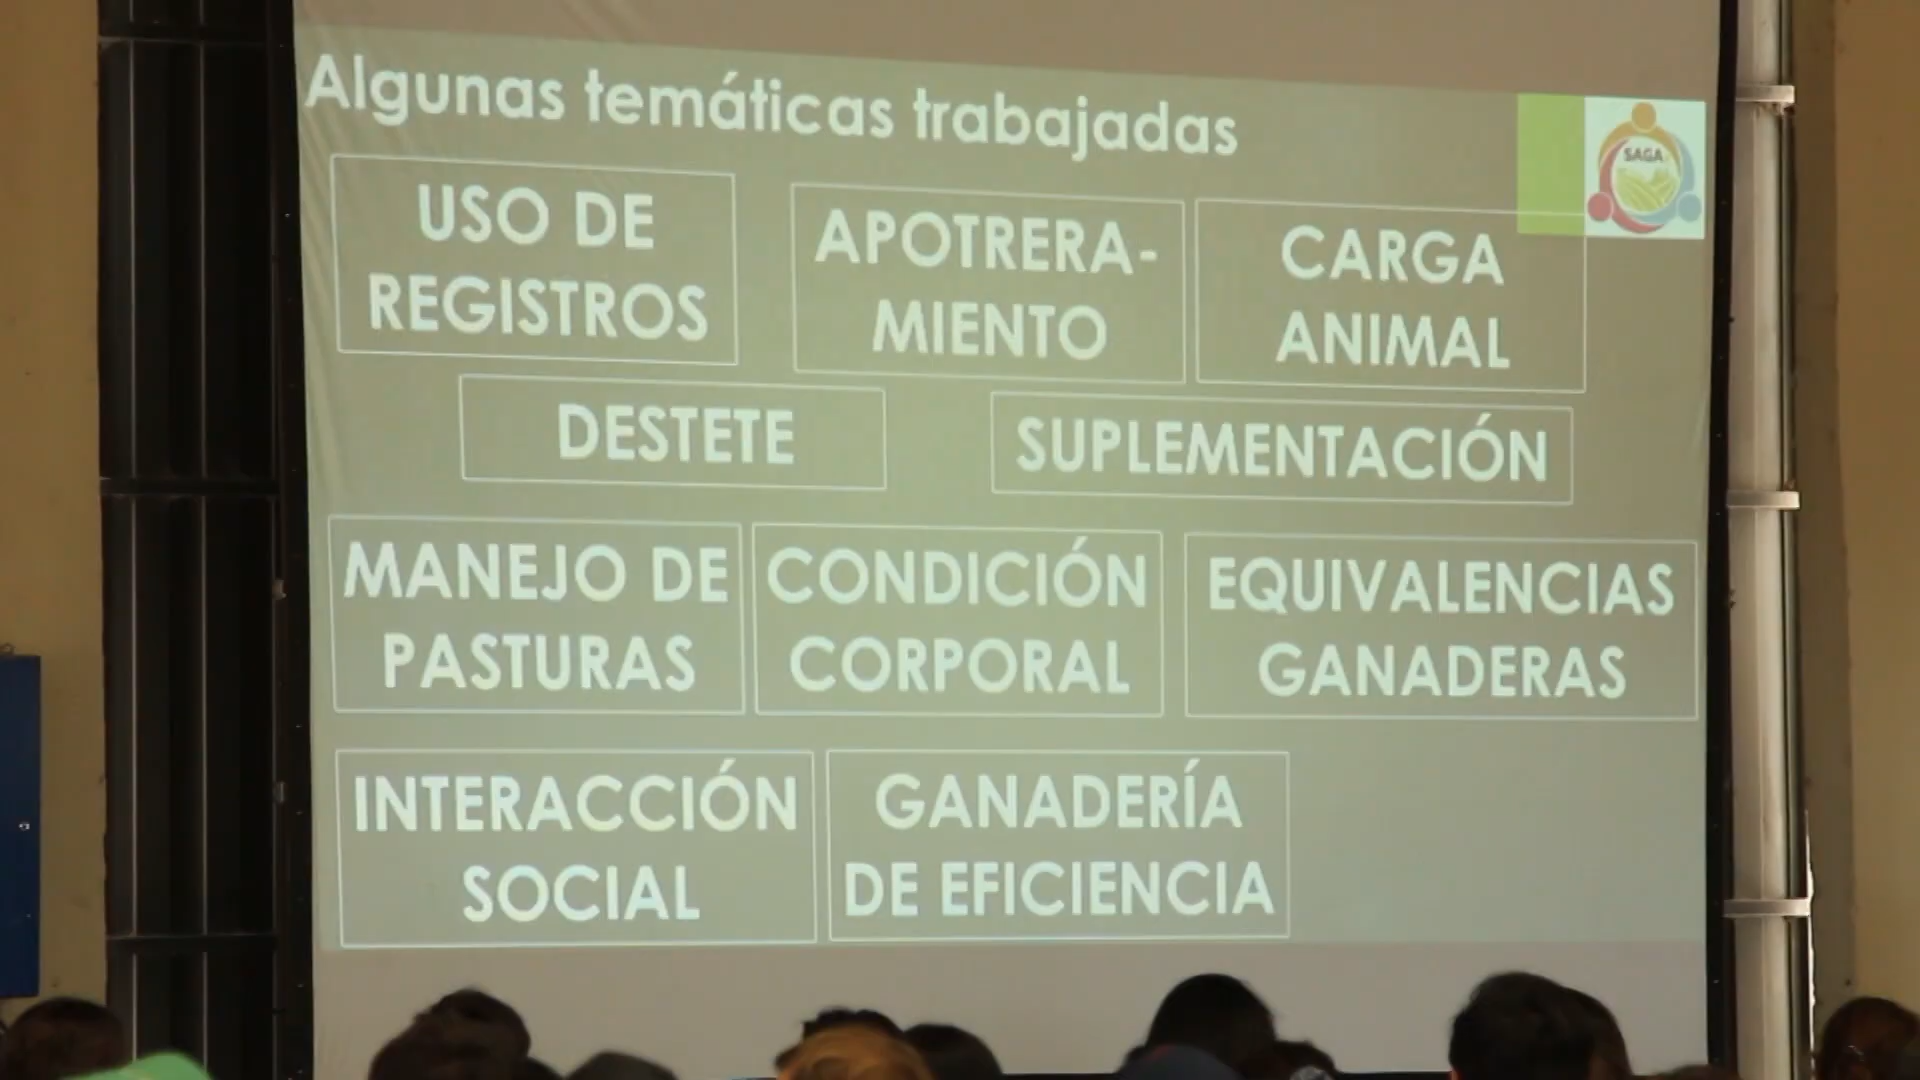 Algunas temáticas trabajadas
SAGA
USO DE
REGISTROS
APOTRERA-
MIENTO
CARGA
ANIMAL
DESTETE
SUPLEMENTACIÓN
MANEJO DE
PASTURAS
CONDICIÓN
CORPORAL
EQUIVALENCIAS
GANADERAS
INTERACCIÓN
SOCIAL
GANADERÍA
DE EFICIENCIA